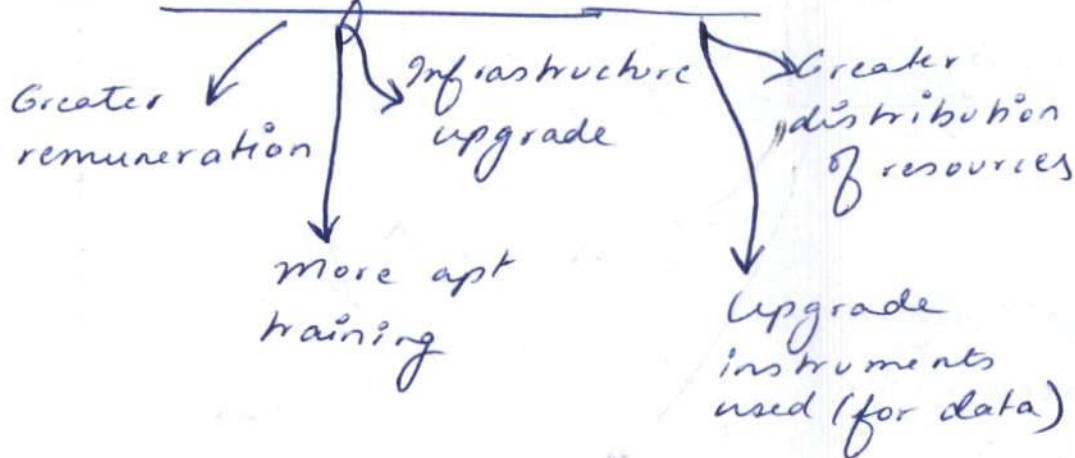 Greater
remuneration
Infrastructure
upgrade
More apt
training
Greater
distribution
of resources
Upgrade
instruments
used (for data)